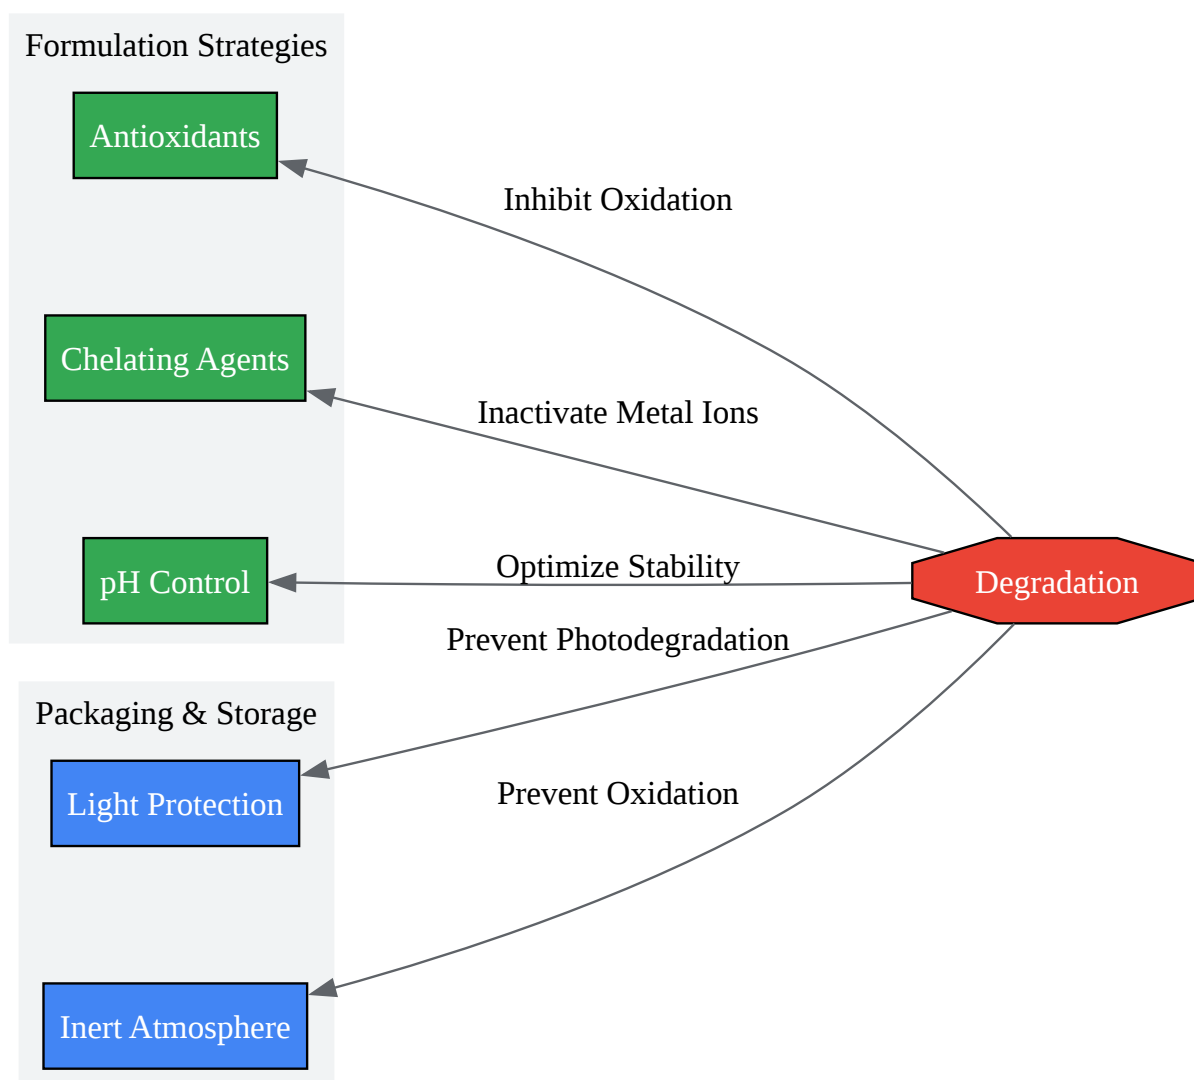 Formulation Strategies
Antioxidants
Inhibit Oxidation
Chelating Agents
Inactivate Metal Ions
pH Control
Optimize Stability
Degradation
Prevent Photodegradation
Packaging & Storage
Light Protection
Prevent Oxidation
Inert Atmosphere